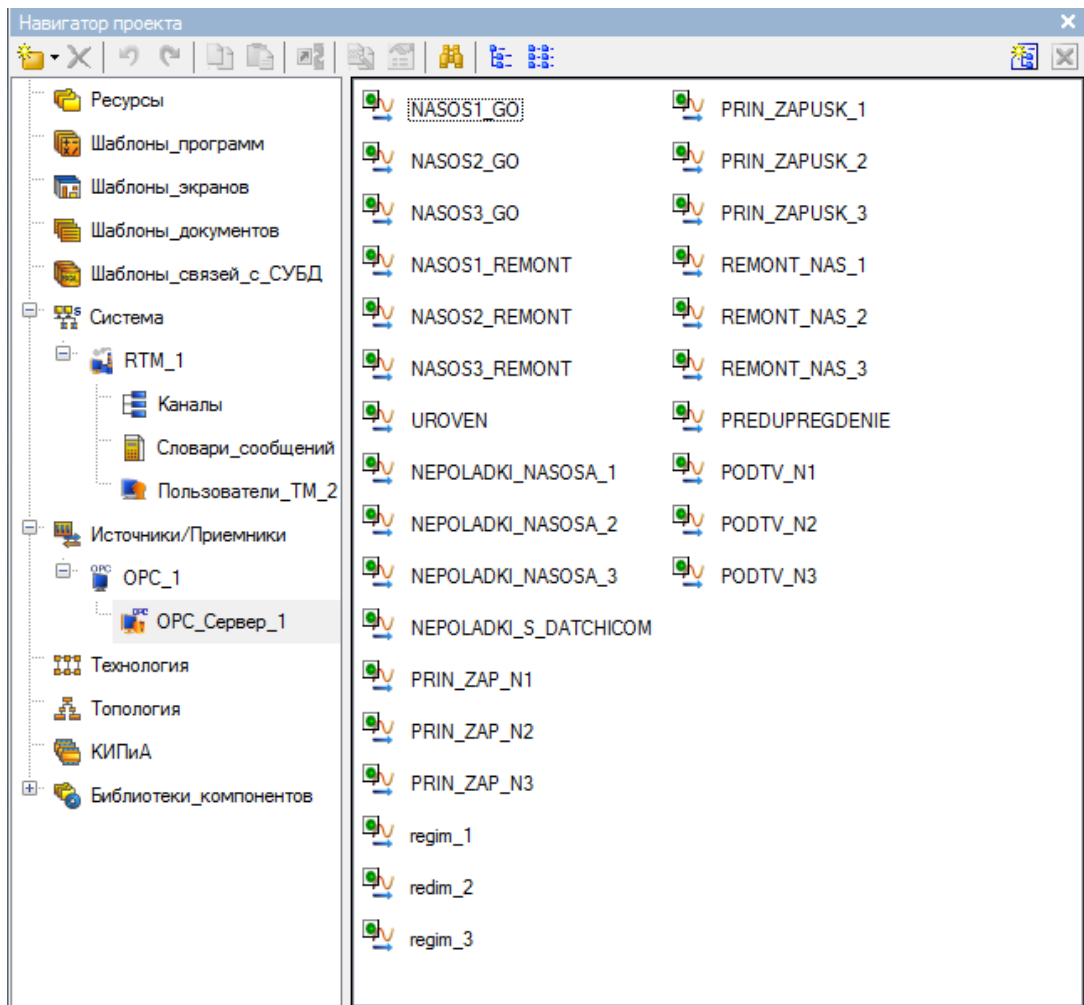 Навигатор проекта
Ресурсы
Шаблоны_программ
Шаблоны_экранов
Шаблоны_документов
Шаблоны_связей_с_СУБД
Система
RTM_1
Каналы
Словари_сообщений
Пользователи_ТМ_2
Источники/Приемники
OPC
OPC_1
OPC
OPC_Сервер_1
Технология
Топология
КИПиА
Библиотеки_компонентов
NASOS1_GO
NASOS2_GO
NASOS3_GO
NASOS1_REMONT
NASOS2_REMONT
NASOS3_REMONT
UROVEN
NEPOLADKI_NASOSA_1
NEPOLADKI_NASOSA_2
NEPOLADKI_NASOSA_3
NEPOLADKI_S_DATCHICOM
PRIN_ZAP_N1
PRIN_ZAP_N2
PRIN_ZAP_N3
regim_1
redim_2
regim_3
PRIN_ZAPUSK_1
PRIN_ZAPUSK_2
PRIN_ZAPUSK_3
REMONT_NAS_1
REMONT_NAS_2
REMONT_NAS_3
PREDUPREGDENIE
PODTV_N1
PODTV_N2
PODTV_N3